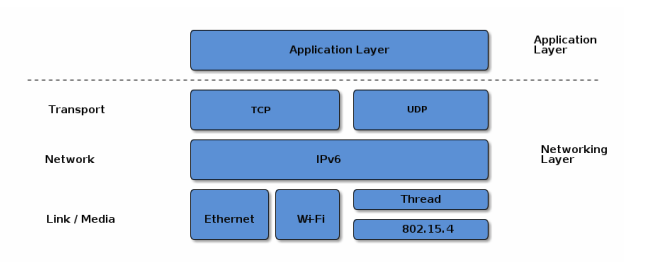 Application Layer
Application
Layer
Transport
TCP
UDP
Network
IPv6
Networking
Layer
Link / Media
Ethernet
Wi-Fi
Thread
802.15.4